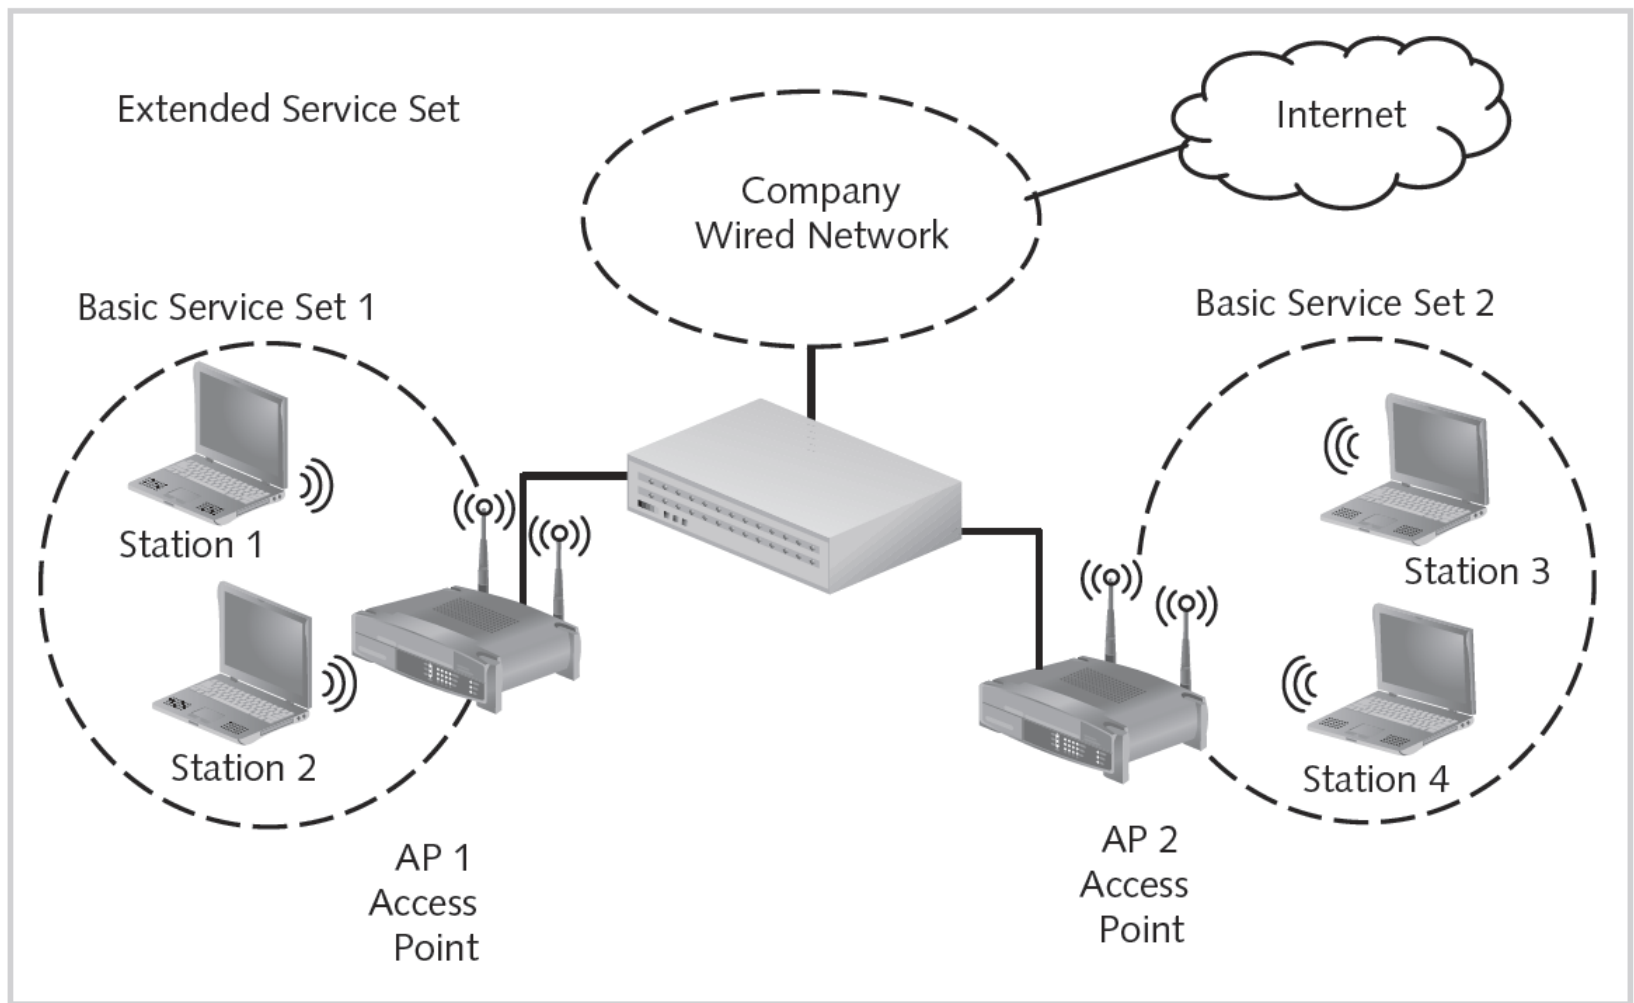 Extended Service Set
Internet
Company
Wired Network
Basic Service Set 1
Basic Service Set 2
Station 1
Station 2
Station 3
Station 4
AP 1
Access
Point
AP 2
Access
Point